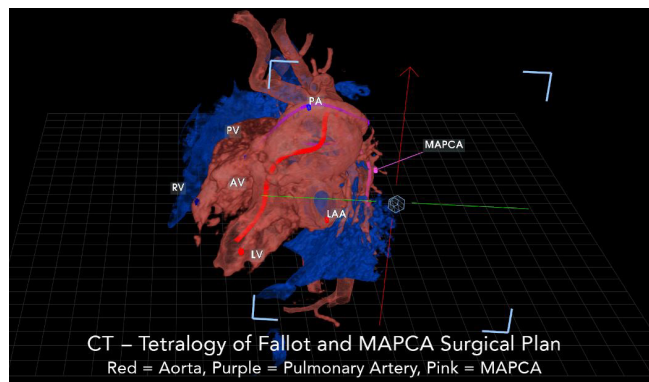 PA
PV
MAPCA
RV
AV
LAA
LV
CT – Tetralogy of Fallot and MAPCA Surgical Plan
Red = Aorta, Purple = Pulmonary Artery, Pink = MAPCA